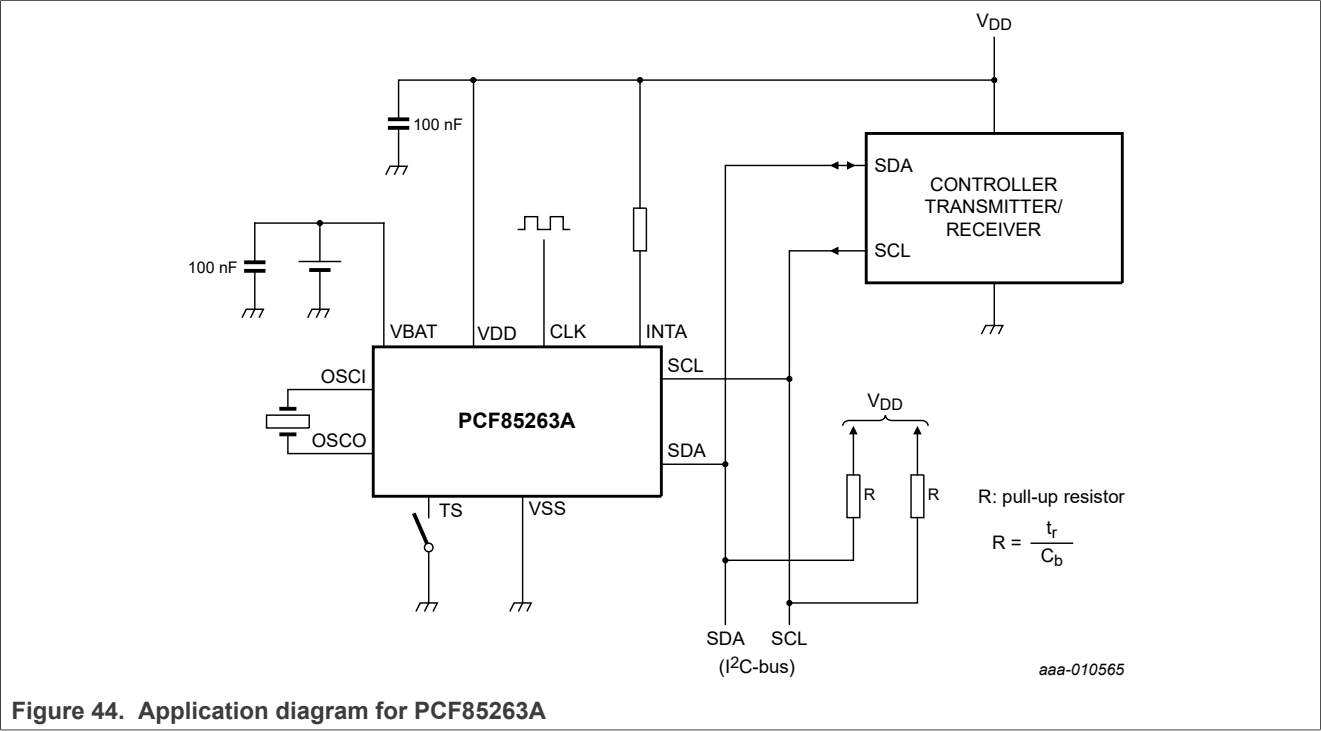 VDD
100 nF
SDA
CONTROLLER
TRANSMITTER/
RECEIVER
SCL
100 nF
VBAT
VDD
CLK
INTA
OSCI
SCL
PCF85263A
OSCO
SDA
TS
VSS
VDD
R
R
R: pull-up resistor
R = tr
Cb
SDA
SCL
(I2C-bus)
aaa-010565
Figure 44. Application diagram for PCF85263A